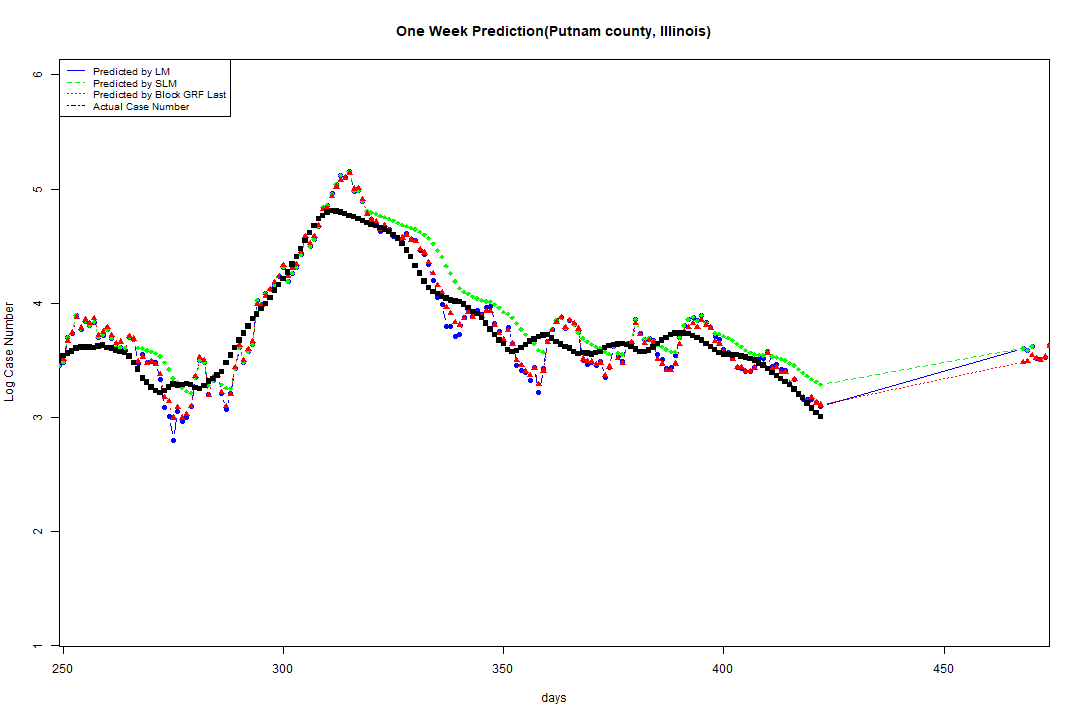 One Week Prediction(Putnam county, Illinois)
Predicted by LM
Predicted by SLM
Predicted by Block GRF Last
Actual Case Number
6
5
4
3
2
1
Log Case Number
250 300 350 400 450
days